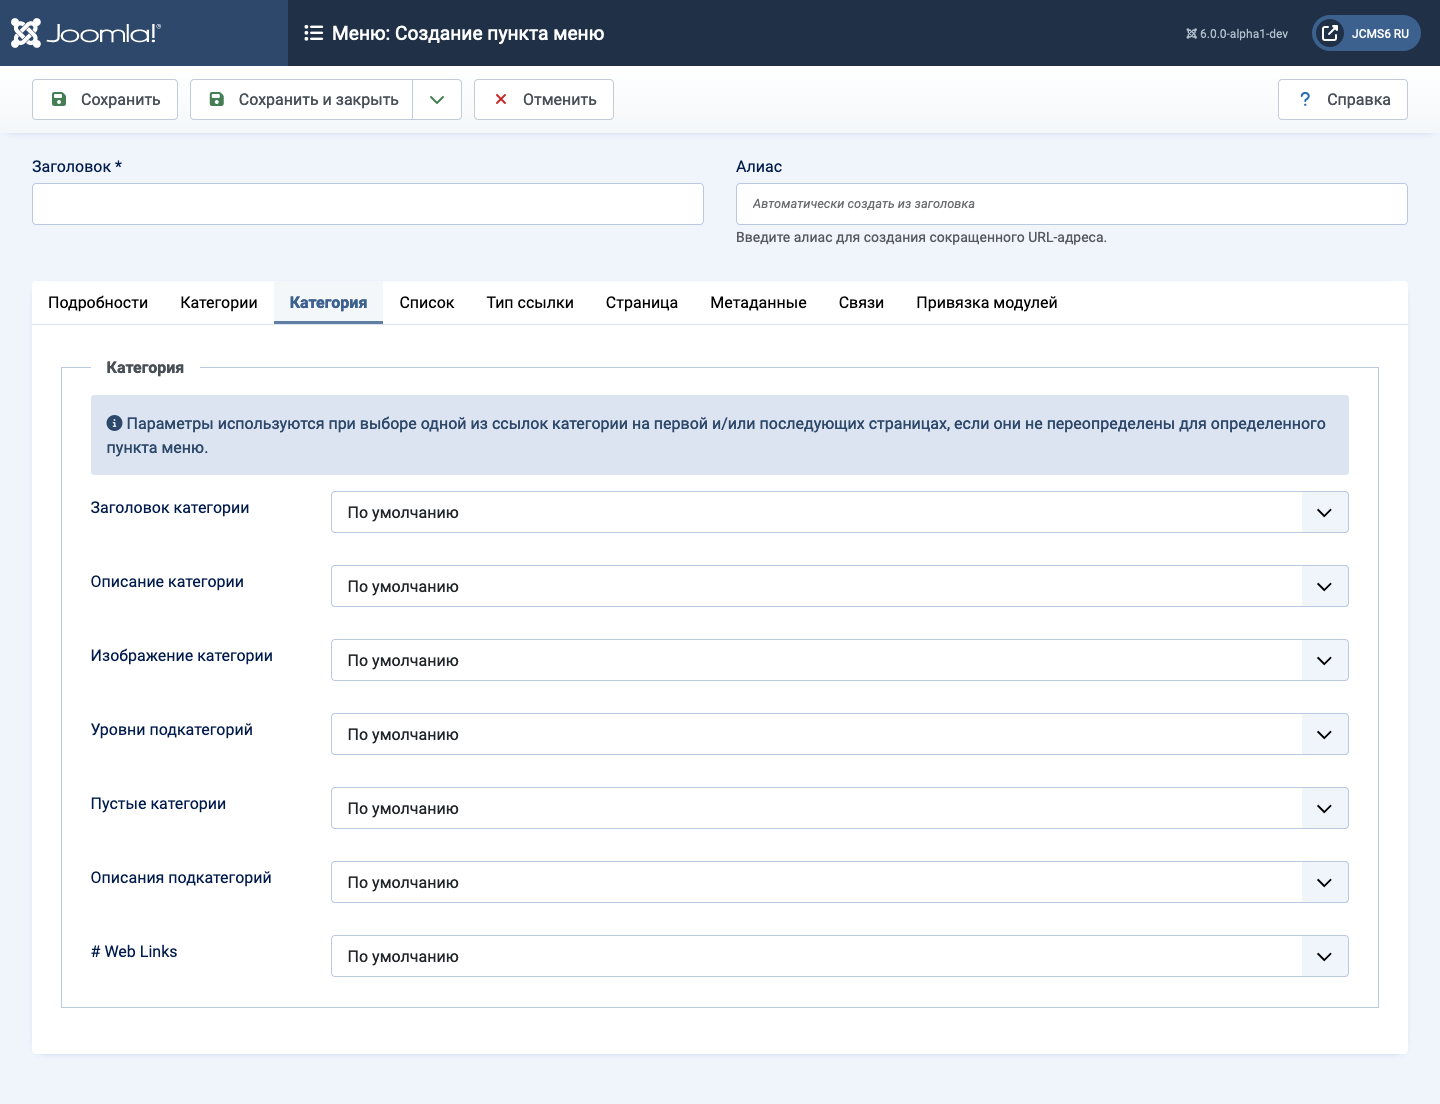 Joomla!®
Меню: Создание пункта меню
6.0.0-alpha1-dev
JCMS6 RU
Сохранить
Сохранить и закрыть
Отменить
? Справка
Заголовок *
Алиас
Автоматически создать из заголовка
Введите алиас для создания сокращенного URL-адреса.
Подробности
Категории
Категория
Список
Тип ссылки
Страница
Метаданные
Связи
Привязка модулей
Категория
Параметры используются при выборе одной из ссылок категории на первой и/или последующих страницах, если они не переопределены для определенного
пункта меню.
Заголовок категории
По умолчанию
Описание категории
По умолчанию
Изображение категории
По умолчанию
Уровни подкатегорий
По умолчанию
Пустые категории
По умолчанию
Описания подкатегорий
По умолчанию
# Web Links
По умолчанию